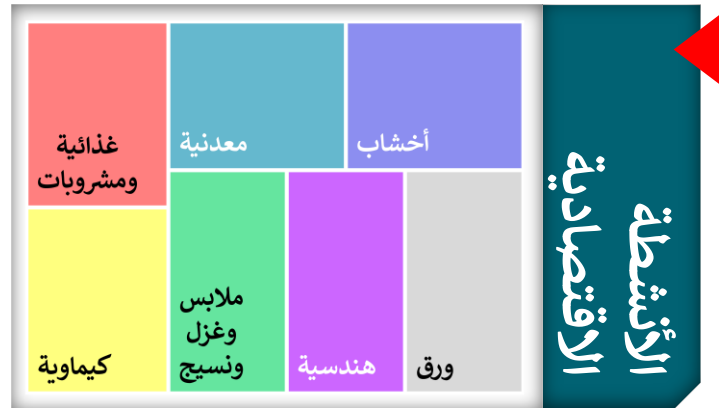 الأنشطة
الاقتصادية
أخشاب
معدنية
غذائية
ومشروبات
ورق
هندسية
ملابس
وغزل
ونسيج
كيماوية